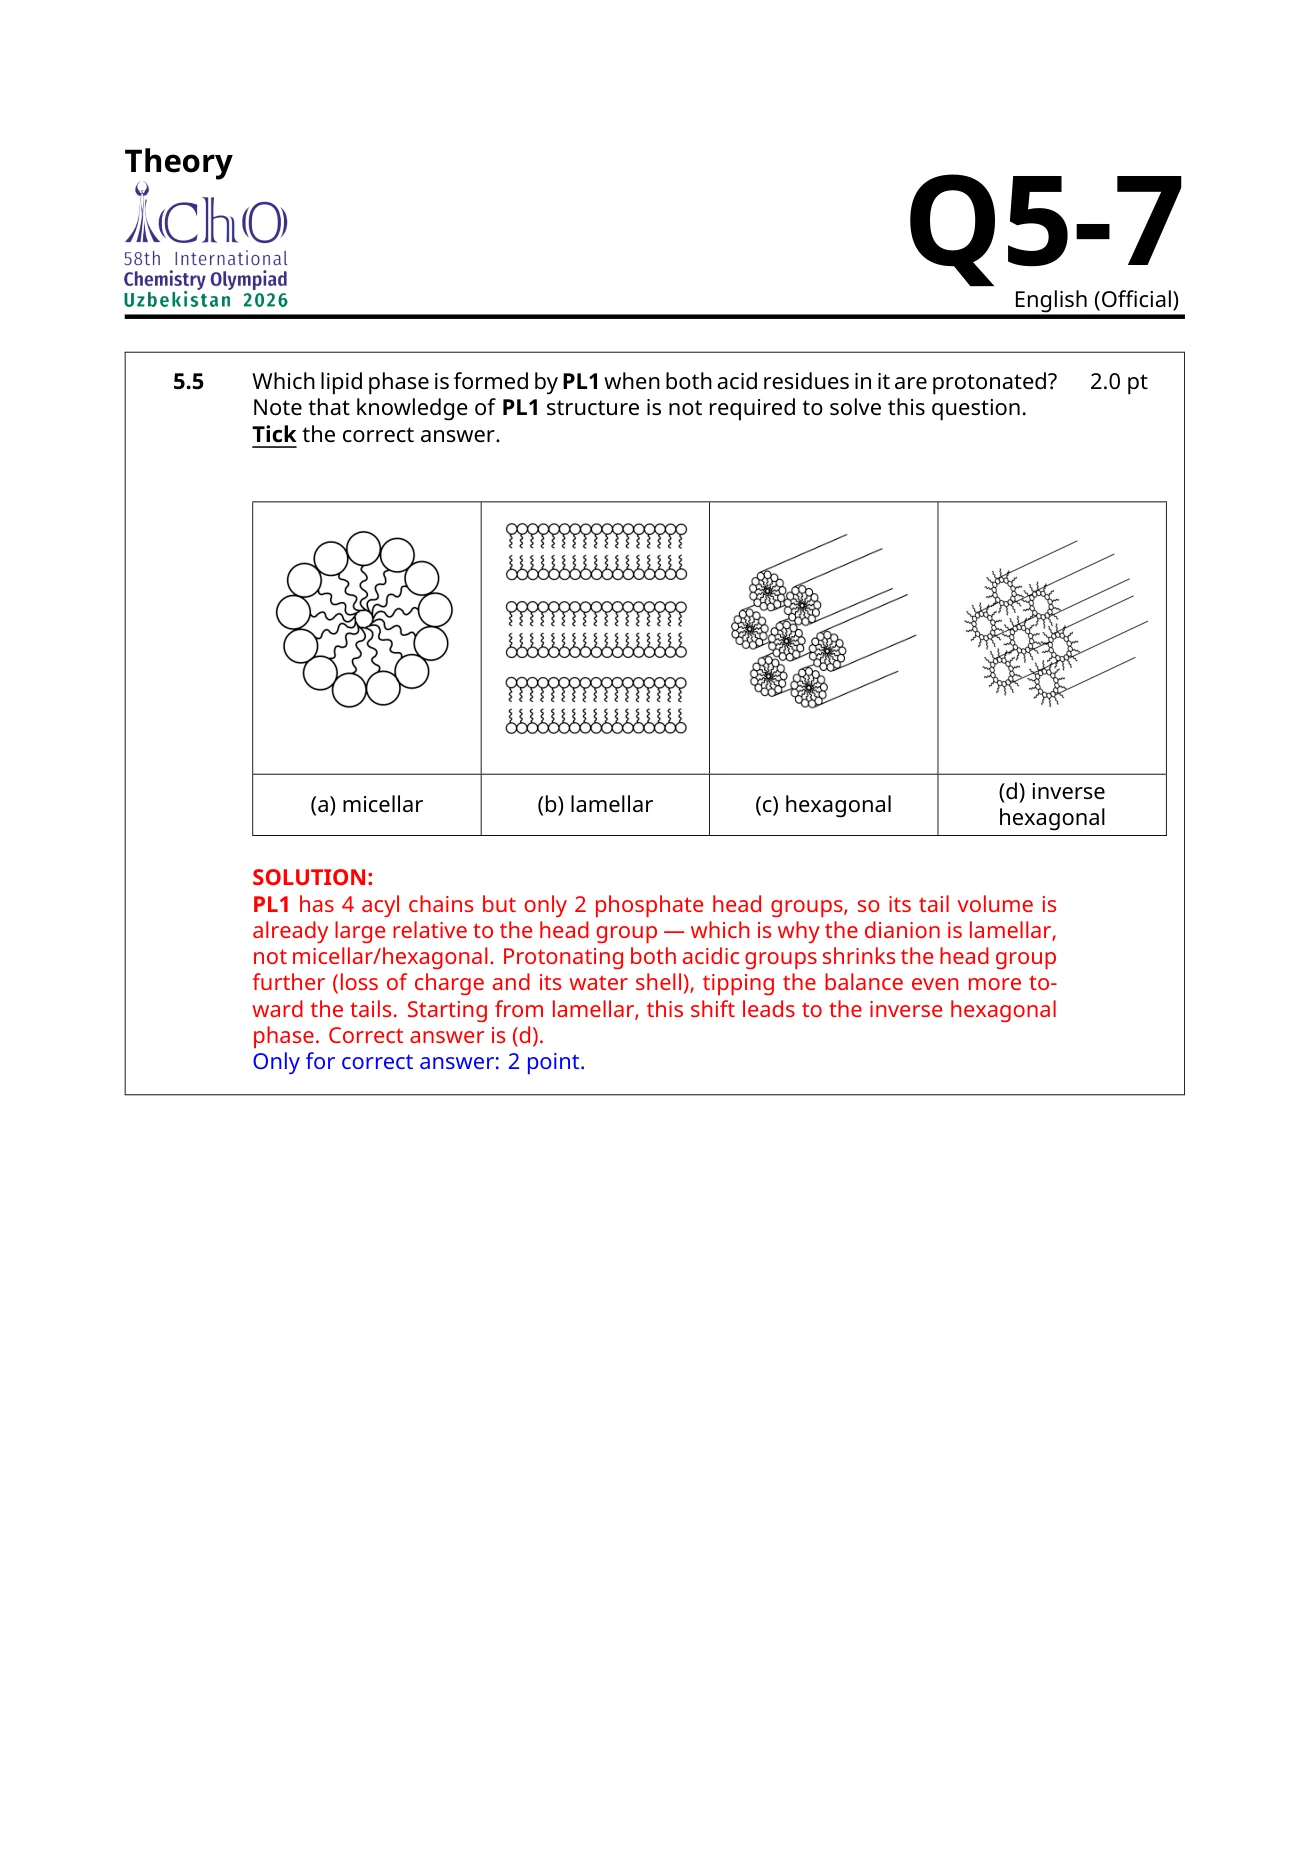 Theory
IChO
58th International
Chemistry Olympiad
Uzbekistan 2026
Q5-7
English (Official)
5.5 Which lipid phase is formed by PL1 when both acid residues in it are protonated? 2.0 pt
Note that knowledge of PL1 structure is not required to solve this question.
Tick the correct answer.
(a) micellar
(b) lamellar
(c) hexagonal
(d) inverse
hexagonal
SOLUTION:
PL1 has 4 acyl chains but only 2 phosphate head groups, so its tail volume is
already large relative to the head group — which is why the dianion is lamellar,
not micellar/hexagonal. Protonating both acidic groups shrinks the head group
further (loss of charge and its water shell), tipping the balance even more to-
ward the tails. Starting from lamellar, this shift leads to the inverse hexagonal
phase. Correct answer is (d).
Only for correct answer: 2 point.